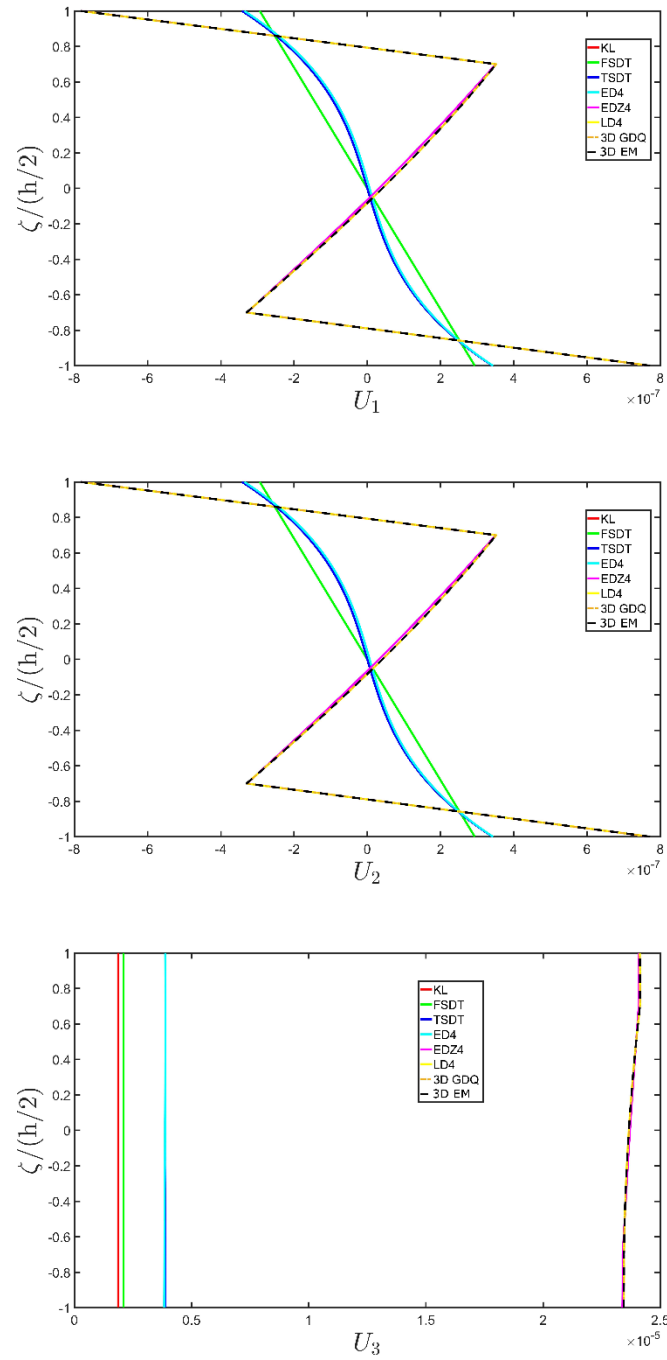 1
0.8
0.6
0.4
0.2
0
-0.2
-0.4
-0.6
-0.8
-1
ζ/(h/2)
KL
FSDT
TSDT
ED4
EDZ4
LD4
3D GDQ
3D EM
-8 -6 -4 -2 0 2 4 6 8
×10⁻⁷
U₁
1
0.8
0.6
0.4
0.2
0
-0.2
-0.4
-0.6
-0.8
-1
ζ/(h/2)
KL
FSDT
TSDT
ED4
EDZ4
LD4
3D GDQ
3D EM
-8 -6 -4 -2 0 2 4 6 8
×10⁻⁷
U₂
1
0.8
0.6
0.4
0.2
0
-0.2
-0.4
-0.6
-0.8
-1
ζ/(h/2)
KL
FSDT
TSDT
ED4
EDZ4
LD4
3D GDQ
3D EM
0 0.5 1 1.5 2 2.5
×10⁻⁵
U₃